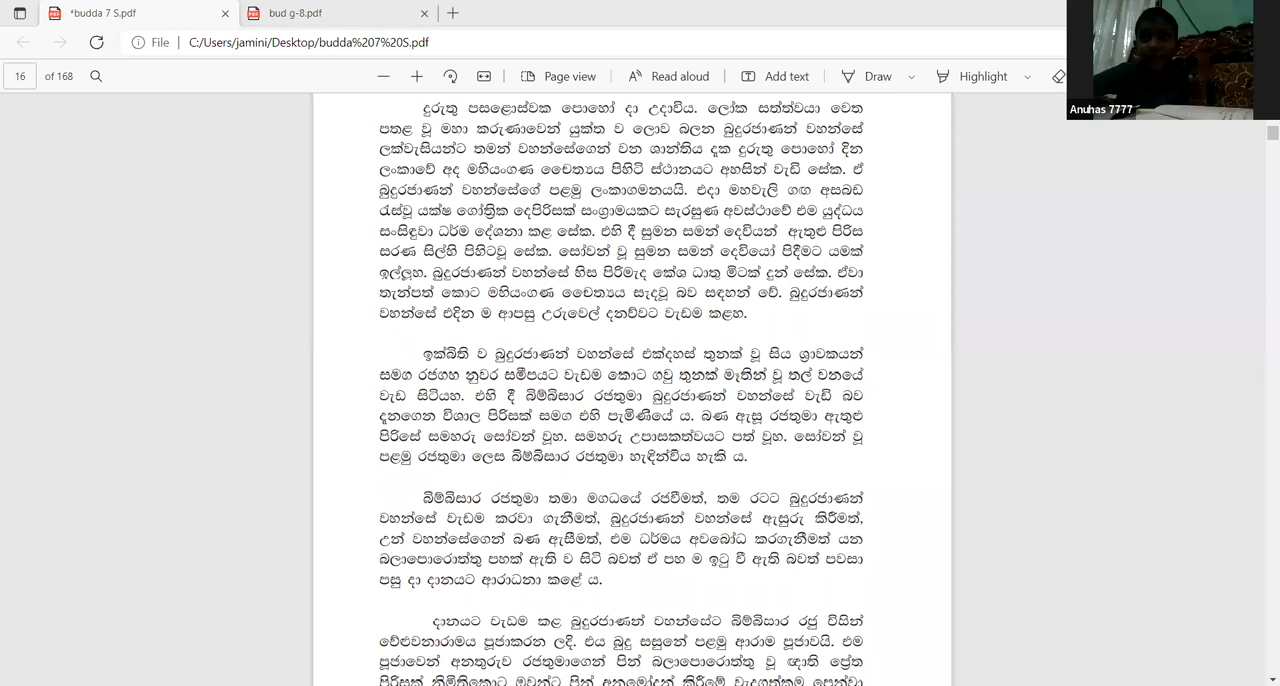 *budda 7 S.pdf
bud g-8.pdf
File
C:/Users/jamini/Desktop/budda%207%20S.pdf
16 of 168
Page view
Read aloud
Add text
Draw
Highlight
Anuhas 7777
දුරුතු පසළොස්වක පොහෝ දා උදාවිය. ලෝක සත්ත්වයා වෙත
පතළ වූ මහා කරුණාවෙන් යුක්ත ව ලොව බලන බුදුරජාණන් වහන්සේ
ලක්වැසියන්ට තමන් වහන්සේගෙන් වන ශාන්තිය දැක දුරුතු පොහෝ දින
ලංකාවේ අද මහියංගණ චෛත්‍යය පිහිටි ස්ථානයට අහසින් වැඩි සේක. ඒ
බුදුරජාණන් වහන්සේගේ පළමු ලංකාගමනයයි. එදා මහවැලි ගඟ අසබඩ
රැස්වූ යක්ෂ ගෝත්‍රික දෙපිරිසක් සංග්‍රාමයකට සැරසුණ අවස්ථාවේ එම යුද්ධය
සංසිඳුවා ධර්ම දේශනා කළ සේක. එහි දී සුමන සමන් දෙවියන් ඇතුළු පිරිස
සරණ සිල්හි පිහිටවූ සේක. සෝවන් වූ සුමන සමන් දෙවියෝ පිදීමට යමක්
ඉල්ලූහ. බුදුරජාණන් වහන්සේ හිස පිරිමැද කේශ ධාතු මිටක් දුන් සේක. ඒවා
තැන්පත් කොට මහියංගණ චෛත්‍යය සැදවූ බව සඳහන් වේ. බුදුරජාණන්
වහන්සේ එදින ම ආපසු උරුවෙල් දනව්වට වැඩම කළහ.
ඉක්බිති ව බුදුරජාණන් වහන්සේ එක්දහස් තුනක් වූ සිය ශ්‍රාවකයන්
සමග රජගහ නුවර සමීපයට වැඩම කොට ගවු තුනක් මෑතින් වූ තල් වනයේ
වැඩ සිටියහ. එහි දී බිම්බිසාර රජතුමා බුදුරජාණන් වහන්සේ වැඩි බව
දැනගෙන විශාල පිරිසක් සමග එහි පැමිණියේ ය. බණ ඇසූ රජතුමා ඇතුළු
පිරිසේ සමහරු සෝවන් වූහ. සමහරු උපාසකත්වයට පත් වූහ. සෝවන් වූ
පළමු රජතුමා ලෙස බිම්බිසාර රජතුමා හැඳින්විය හැකි ය.
බිම්බිසාර රජතුමා තමා මගධයේ රජවීමත්, තම රටට බුදුරජාණන්
වහන්සේ වැඩම කරවා ගැනීමත්, බුදුරජාණන් වහන්සේ ඇසුරු කිරීමත්,
උන් වහන්සේගෙන් බණ ඇසීමත්, එම ධර්මය අවබෝධ කරගැනීමත් යන
බලාපොරොත්තු පහක් ඇති ව සිටි බවත් ඒ පහ ම ඉටු වී ඇති බවත් පවසා
පසු දා දානයට ආරාධනා කළේ ය.
දානයට වැඩම කළ බුදුරජාණන් වහන්සේට බිම්බිසාර රජු විසින්
වේළුවනාරාමය පූජාකරන ලදි. එය බුදු සසුනේ පළමු ආරාම පූජාවයි. එම
පූජාවෙන් අනතුරුව රජතුමාගෙන් පින් බලාපොරොත්තු වූ ඥාති ප්‍රේත
පිරිසක් නිමිතිකොට ඔවුන්ට පින් අනුමෝදන් කිරීමේ වැදගත්කම පෙන්වා